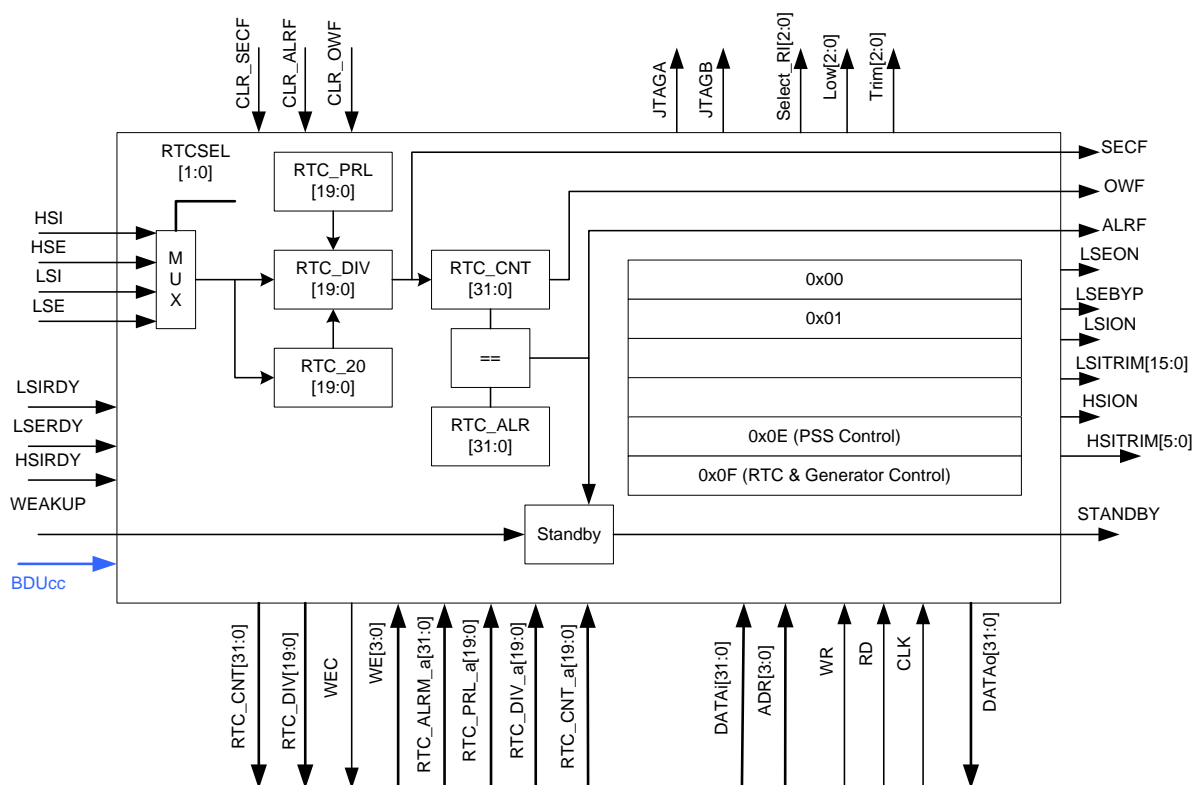 CLR_SECF
CLR_ALRF
CLR_OWF
JTAGA
JTAGB
Select_RI[2:0]
Low[2:0]
Trim[2:0]
RTCSEL
[1:0]
RTC_PRL
[19:0]
SECF
OWF
ALRF
HSI
HSE
LSI
LSE
M
U
X
RTC_DIV
[19:0]
RTC_CNT
[31:0]
LSEON
LSEBYP
LSION
LSITRIM[15:0]
HSION
HSITRIM[5:0]
0x00
0x01
0x0E (PSS Control)
0x0F (RTC & Generator Control)
==
RTC_20
[19:0]
RTC_ALR
[31:0]
LSIRDY
LSERDY
HSIRDY
WEAKUP
Standby
STANDBY
BDUcc
RTC_CNT[31:0]
RTC_DIV[19:0]
WEC
WE[3:0]
RTC_ALRM_a[31:0]
RTC_PRL_a[19:0]
RTC_DIV_a[19:0]
RTC_CNT_a[19:0]
DATAi[31:0]
ADR[3:0]
WR
RD
CLK
DATAo[31:0]